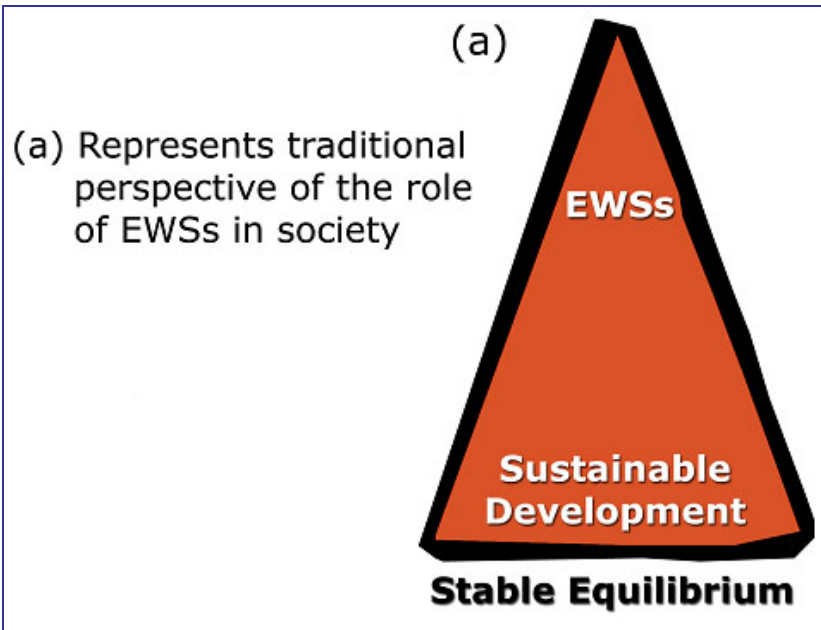 (a)
(a) Represents traditional
perspective of the role
of EWSs in society
EWSs
Sustainable
Development
Stable Equilibrium